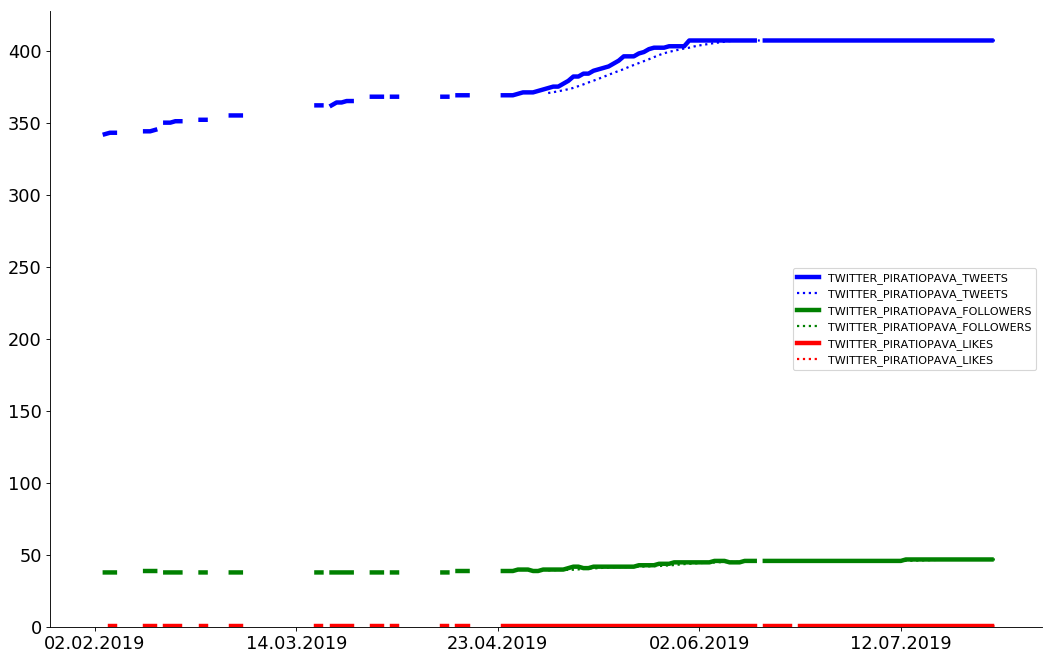 400
350
300
250
200
150
100
50
0
TWITTER_PIRATIOPAVA_TWEETS
TWITTER_PIRATIOPAVA_TWEETS
TWITTER_PIRATIOPAVA_FOLLOWERS
TWITTER_PIRATIOPAVA_FOLLOWERS
TWITTER_PIRATIOPAVA_LIKES
TWITTER_PIRATIOPAVA_LIKES
02.02.2019 14.03.2019 23.04.2019 02.06.2019 12.07.2019